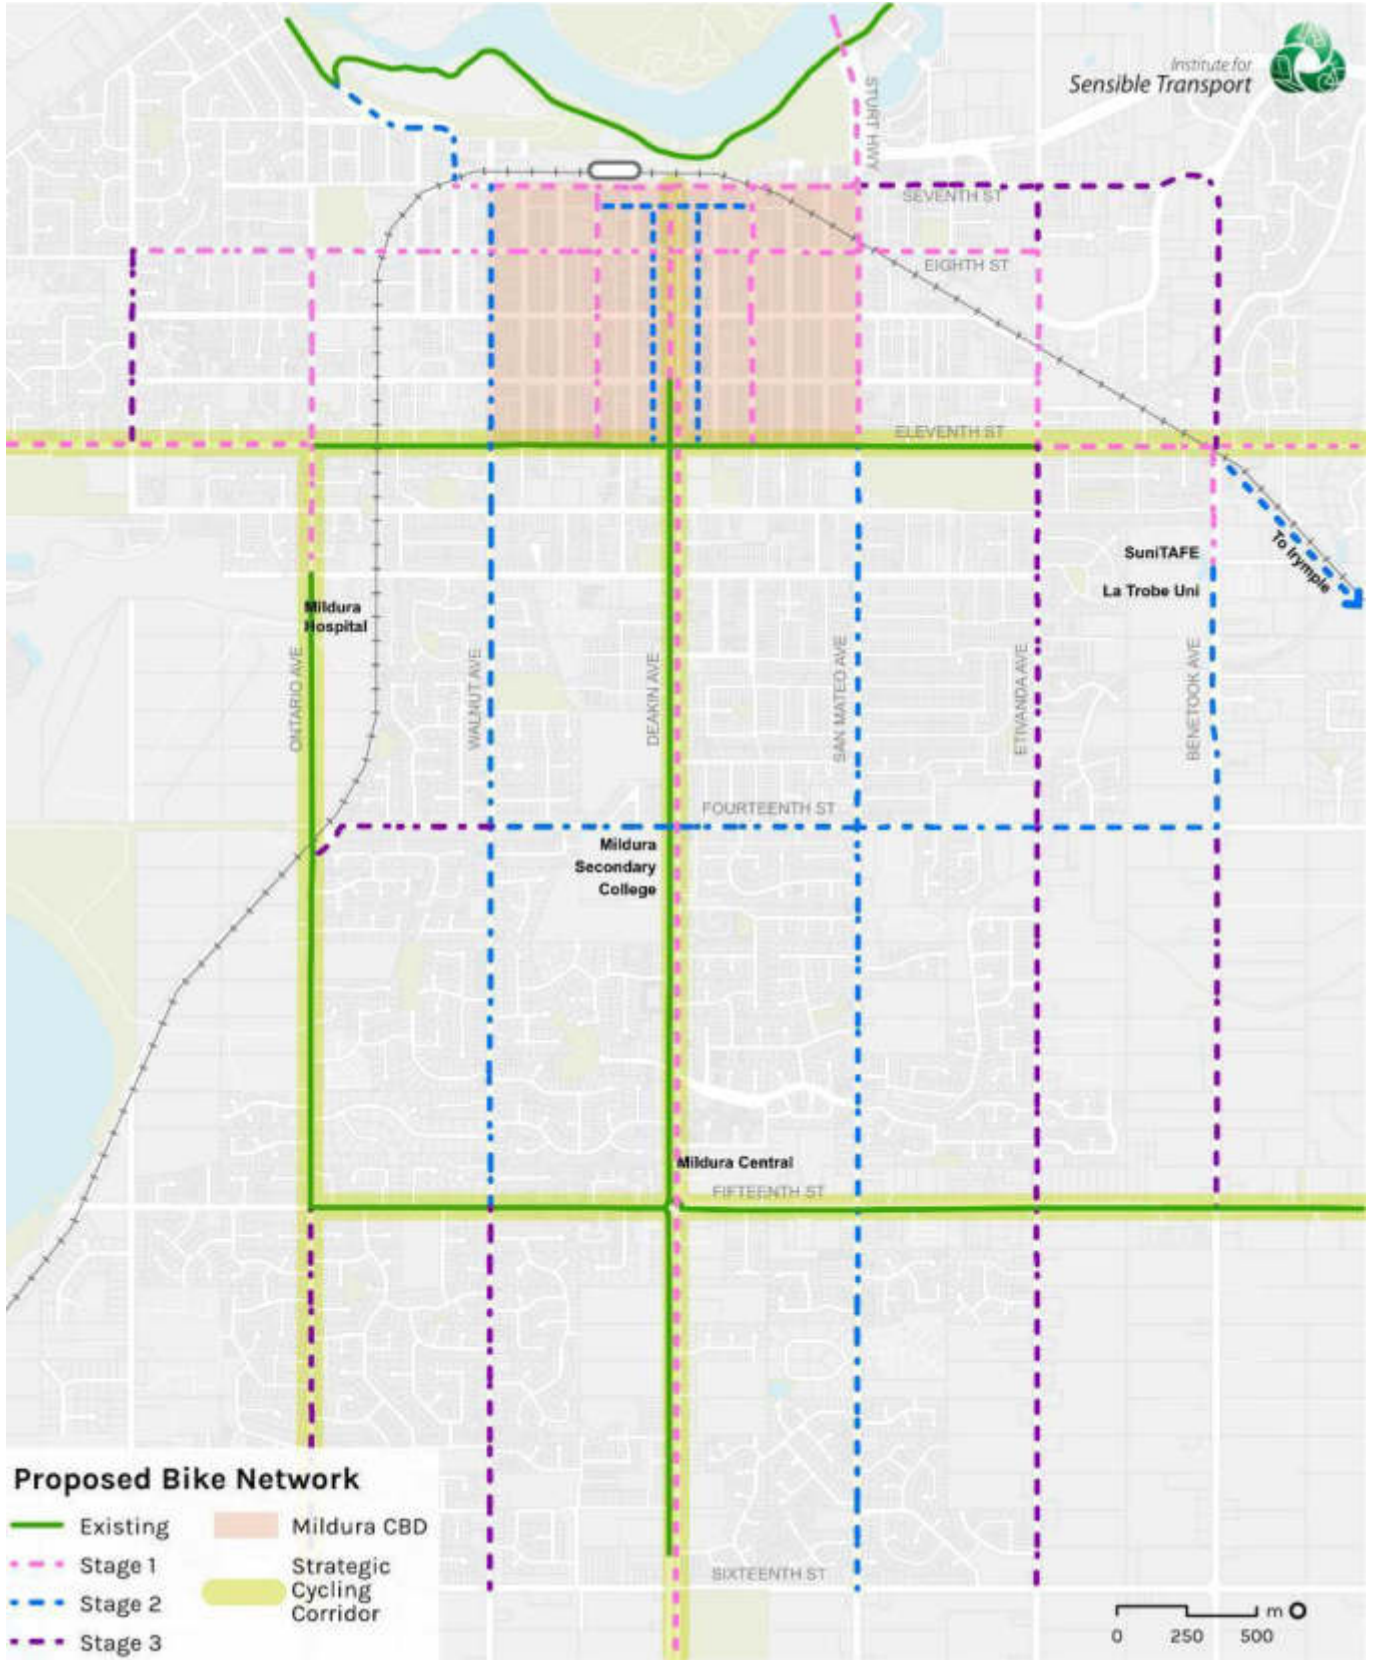 Institute for
Sensible Transport
STURT HWY
SEVENTH ST
EIGHTH ST
ELEVENTH ST
SuniTAFE
La Trobe Uni
To Irymple
Mildura
Hospital
ONTARIO AVE
WALNUT AVE
DEAKIN AVE
SAN MATEO AVE
ETIVANDA AVE
BENETOOK AVE
FOURTEENTH ST
Mildura
Secondary
College
Mildura Central
FIFTEENTH ST
SIXTEENTH ST
Proposed Bike Network
Existing
Stage 1
Stage 2
Stage 3
Mildura CBD
Strategic
Cycling
Corridor
m
0 250 500